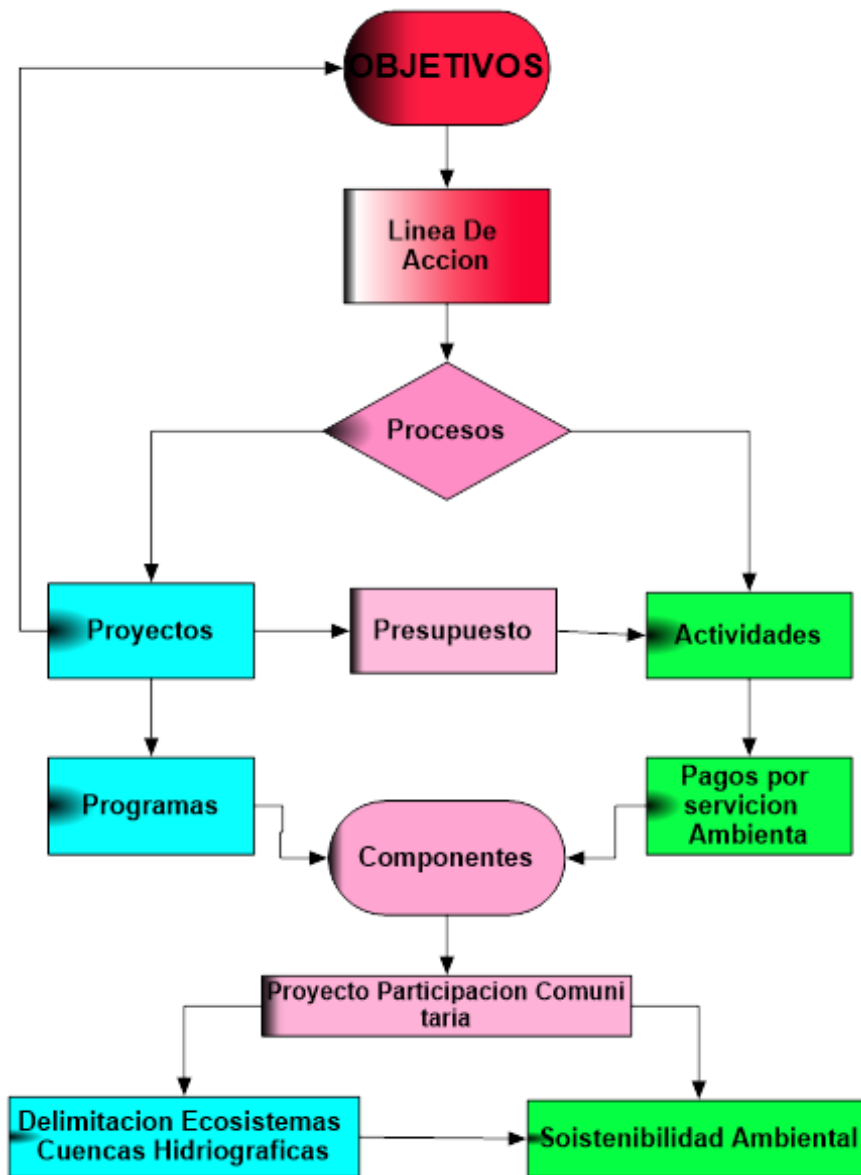 OBJETIVOS
Linea De
Accion
Procesos
Proyectos
Presupuesto
Actividades
Programas
Pagos por
servicion
Ambienta
Componentes
Proyecto Participacion Comuni
taria
Delimitacion Ecosistemas
Cuencas Hidriograficas
Soistenibilidad Ambiental